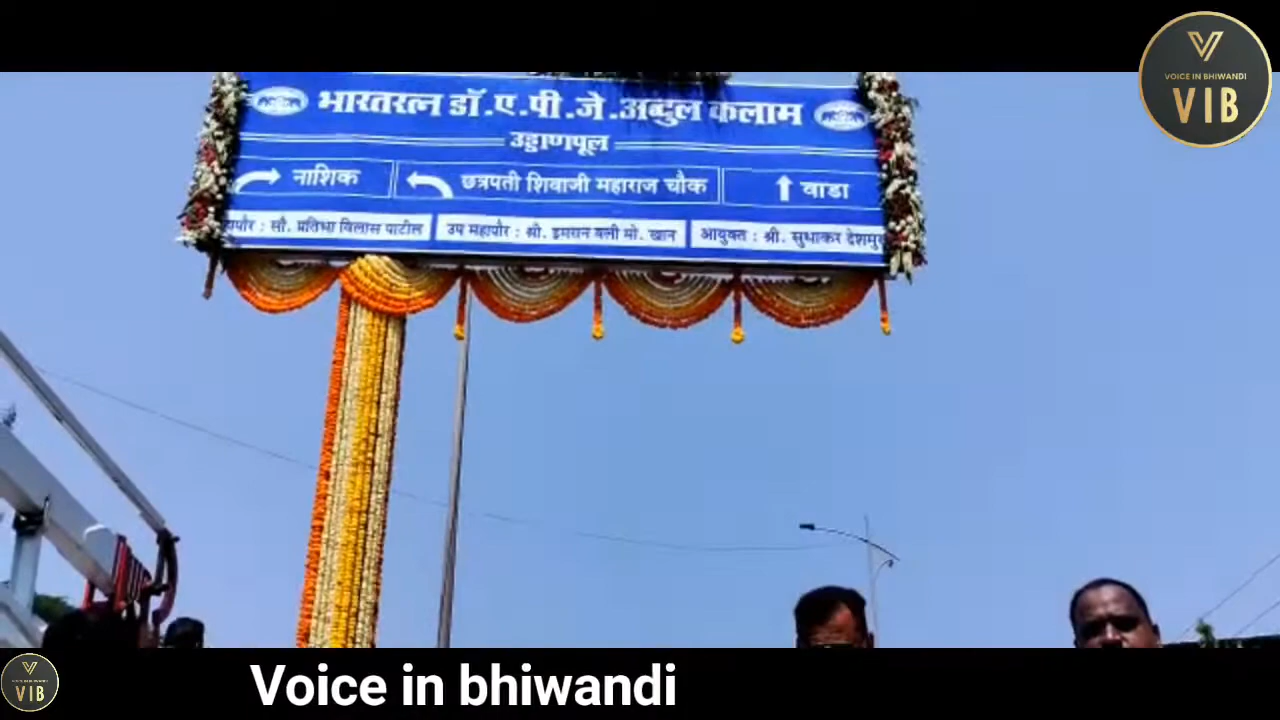 VOICE IN BHIWANDI
VIB
भारतरत्न डॉ.ए.पी.जे.अब्दुल कलाम
उड्डाणपूल
नाशिक
छत्रपती शिवाजी महाराज चौक
वाडा
सौ. प्रतिभा विलास पाटील
उप महापौर : श्री. इमरान वली मो. खान
आयुक्त : श्री. सुधाकर
VIB
Voice in bhiwandi